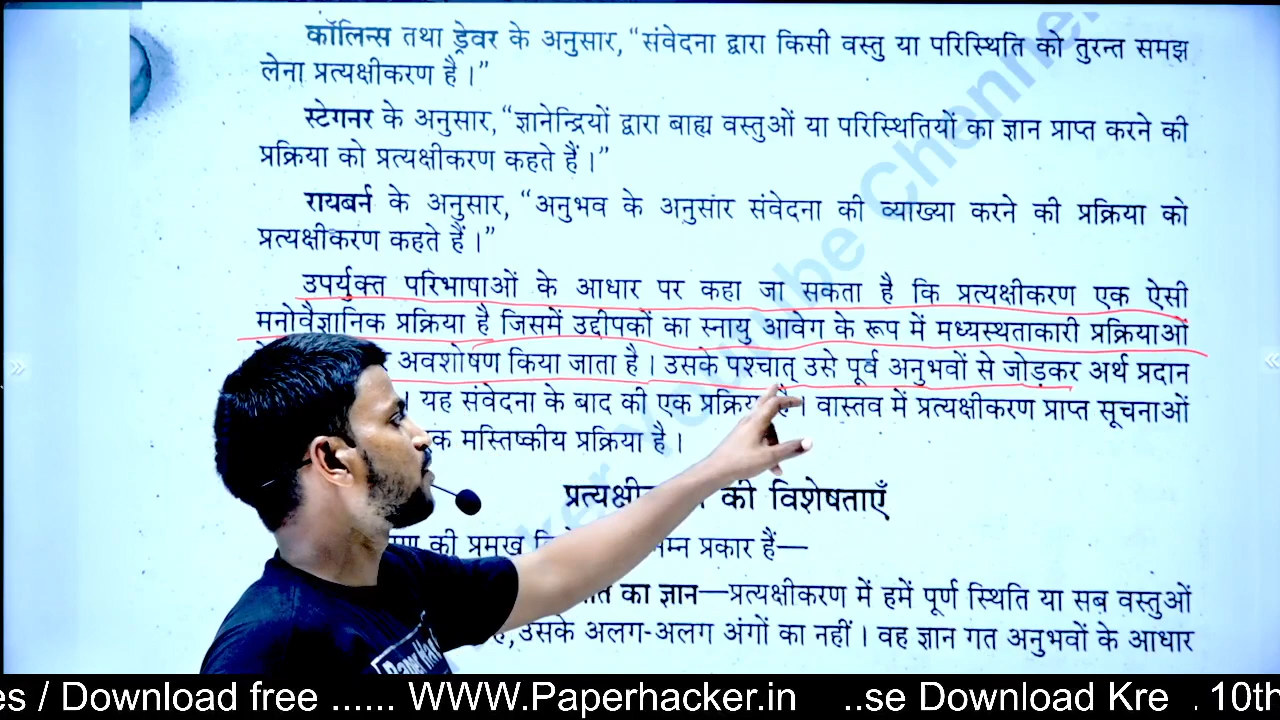 कॉलिन्स तथा ड्रेवर के अनुसार, “संवेदना द्वारा किसी वस्तु या परिस्थिति को तुरन्त समझ
लेना प्रत्यक्षीकरण है।”
स्टेगनर के अनुसार, “ज्ञानेन्द्रियों द्वारा बाह्य वस्तुओं या परिस्थितियों का ज्ञान प्राप्त करने की
प्रक्रिया को प्रत्यक्षीकरण कहते हैं।”
रायबर्न के अनुसार, “अनुभव के अनुसार संवेदना की व्याख्या करने की प्रक्रिया को
प्रत्यक्षीकरण कहते हैं।”
उपर्युक्त परिभाषाओं के आधार पर कहा जा सकता है कि प्रत्यक्षीकरण एक ऐसी
मनोवैज्ञानिक प्रक्रिया है जिसमें उद्दीपकों का स्नायु आवेग के रूप में मध्यस्थताकारी प्रक्रियाओं
अवशोषण किया जाता है। उसके पश्चात् उसे पूर्व अनुभवों से जोड़कर अर्थ प्रदान
। यह संवेदना के बाद की एक प्रक्रिया है। वास्तव में प्रत्यक्षीकरण प्राप्त सूचनाओं
मस्तिष्कीय प्रक्रिया है।
की विशेषताएँ
की प्रमुख प्रकार हैं—
का ज्ञान—प्रत्यक्षीकरण में हमें पूर्ण स्थिति या सब वस्तुओं
उसके अलग-अलग अंगों का नहीं। वह ज्ञान गत अनुभवों के आधार
Youtube Channel
es / Download free ...... WWW.Paperhacker.in ..se Download Kre . 10th